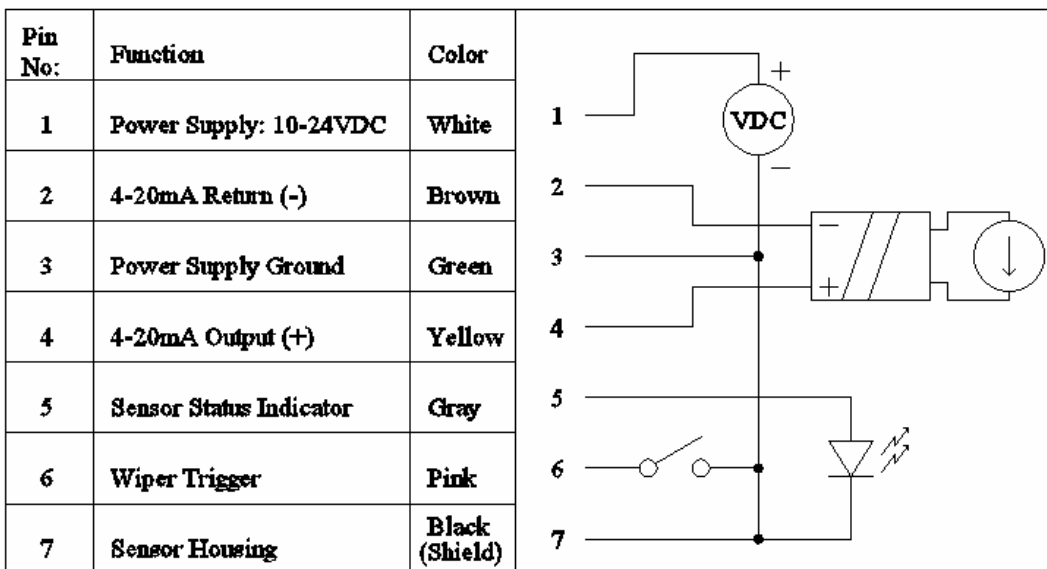 Pin No: Function Color
1 Power Supply: 10-24VDC White
2 4-20mA Return (-) Brown
3 Power Supply Ground Green
4 4-20mA Output (+) Yellow
5 Sensor Status Indicator Gray
6 Wiper Trigger Pink
7 Sensor Housing Black (Shield)
+
1 VDC
−
2
−
3
+
4
5
6
7